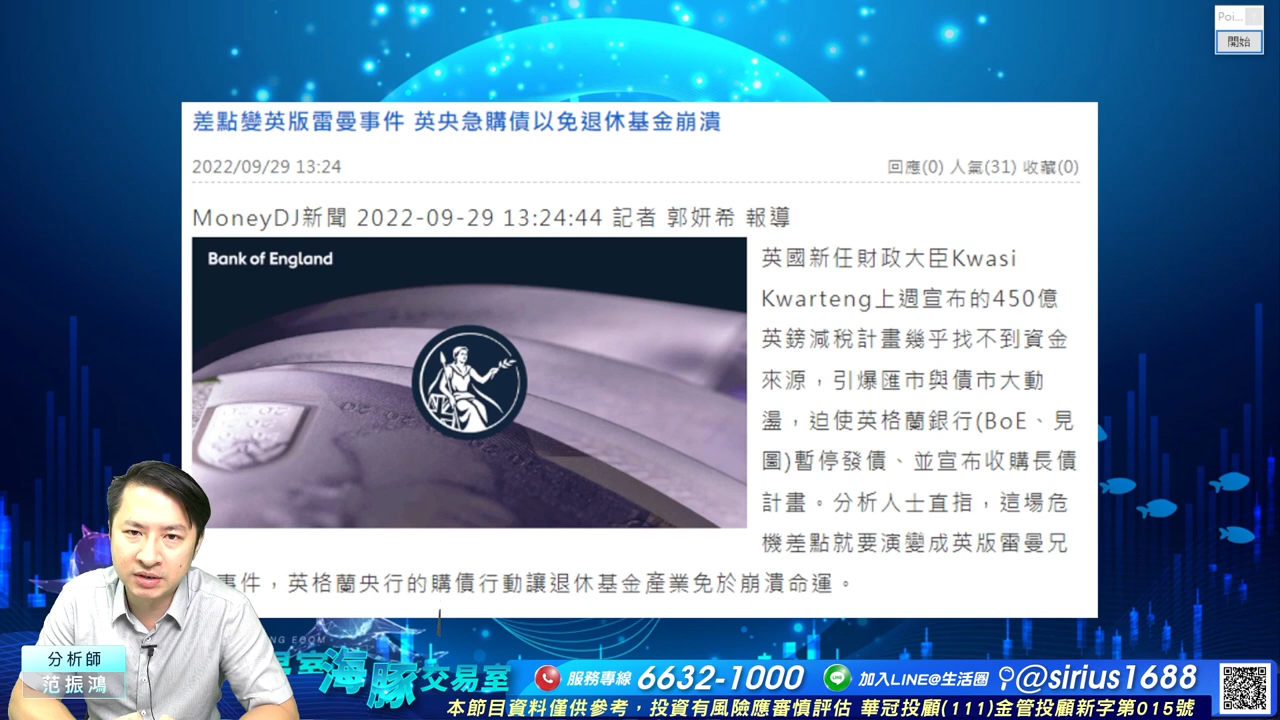 Poi...
開始
差點變英版雷曼事件 英央急購債以免退休基金崩潰
2022/09/29 13:24
回應(0) 人氣(31) 收藏(0)
MoneyDJ新聞 2022-09-29 13:24:44 記者 郭妍希 報導
Bank of England
英國新任財政大臣Kwasi
Kwarteng上週宣布的450億
英鎊減稅計畫幾乎找不到資金
來源，引爆匯市與債市大動
盪，迫使英格蘭銀行(BoE、見
圖)暫停發債、並宣布收購長債
計畫。分析人士直指，這場危
機差點就要演變成英版雷曼兄
事件，英格蘭央行的購債行動讓退休基金產業免於崩潰命運。
分析師
范振鴻
海豚交易室
服務專線 6632-1000
加入LINE@生活圈 @sirius1688
本節目資料僅供參考，投資有風險應審慎評估 華冠投顧(111)金管投顧新字第015號